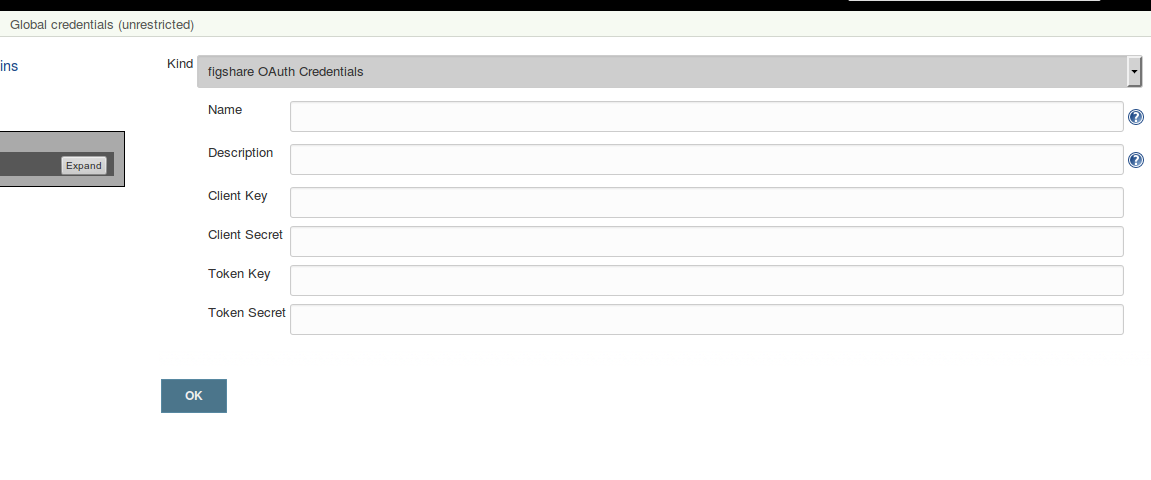 Global credentials (unrestricted)
ins
Kind
figshare OAuth Credentials
Name
Description
Expand
Client Key
Client Secret
Token Key
Token Secret
OK